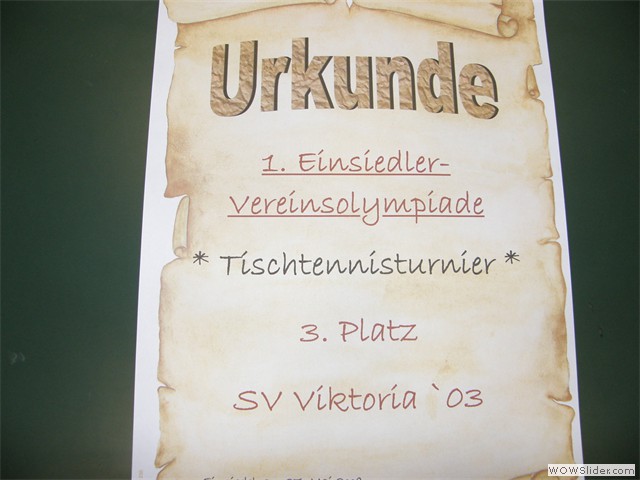 Urkunde
1. Einsiedler-
Vereinsolympiade
* Tischtennisturnier *
3. Platz
SV Viktoria `03
WOWSlider.com